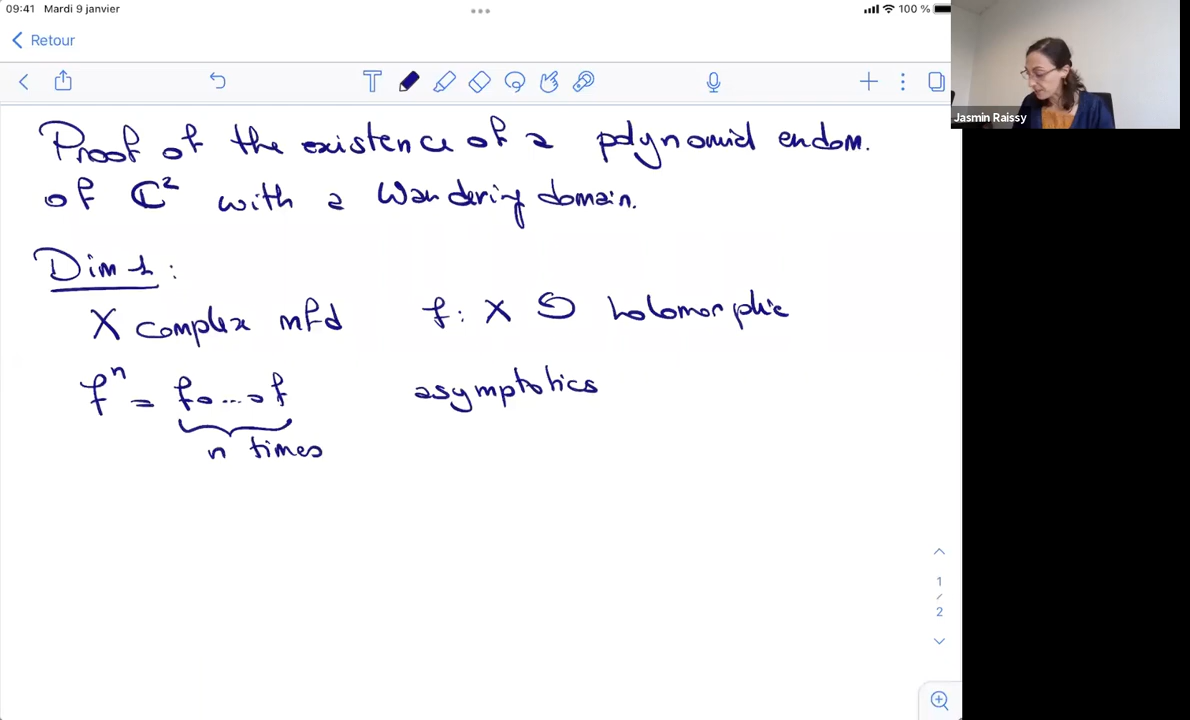 09:41 Mardi 9 janvier
100 %
Retour
Jasmin Raissy
Proof of the existence of a polynomial endom.
of ℂ² with a Wandering domain.
Dim 1:
X complex mfd f: X ↺ holomorphic
fⁿ = f∘...∘f asymptotics
n times
1
/
2